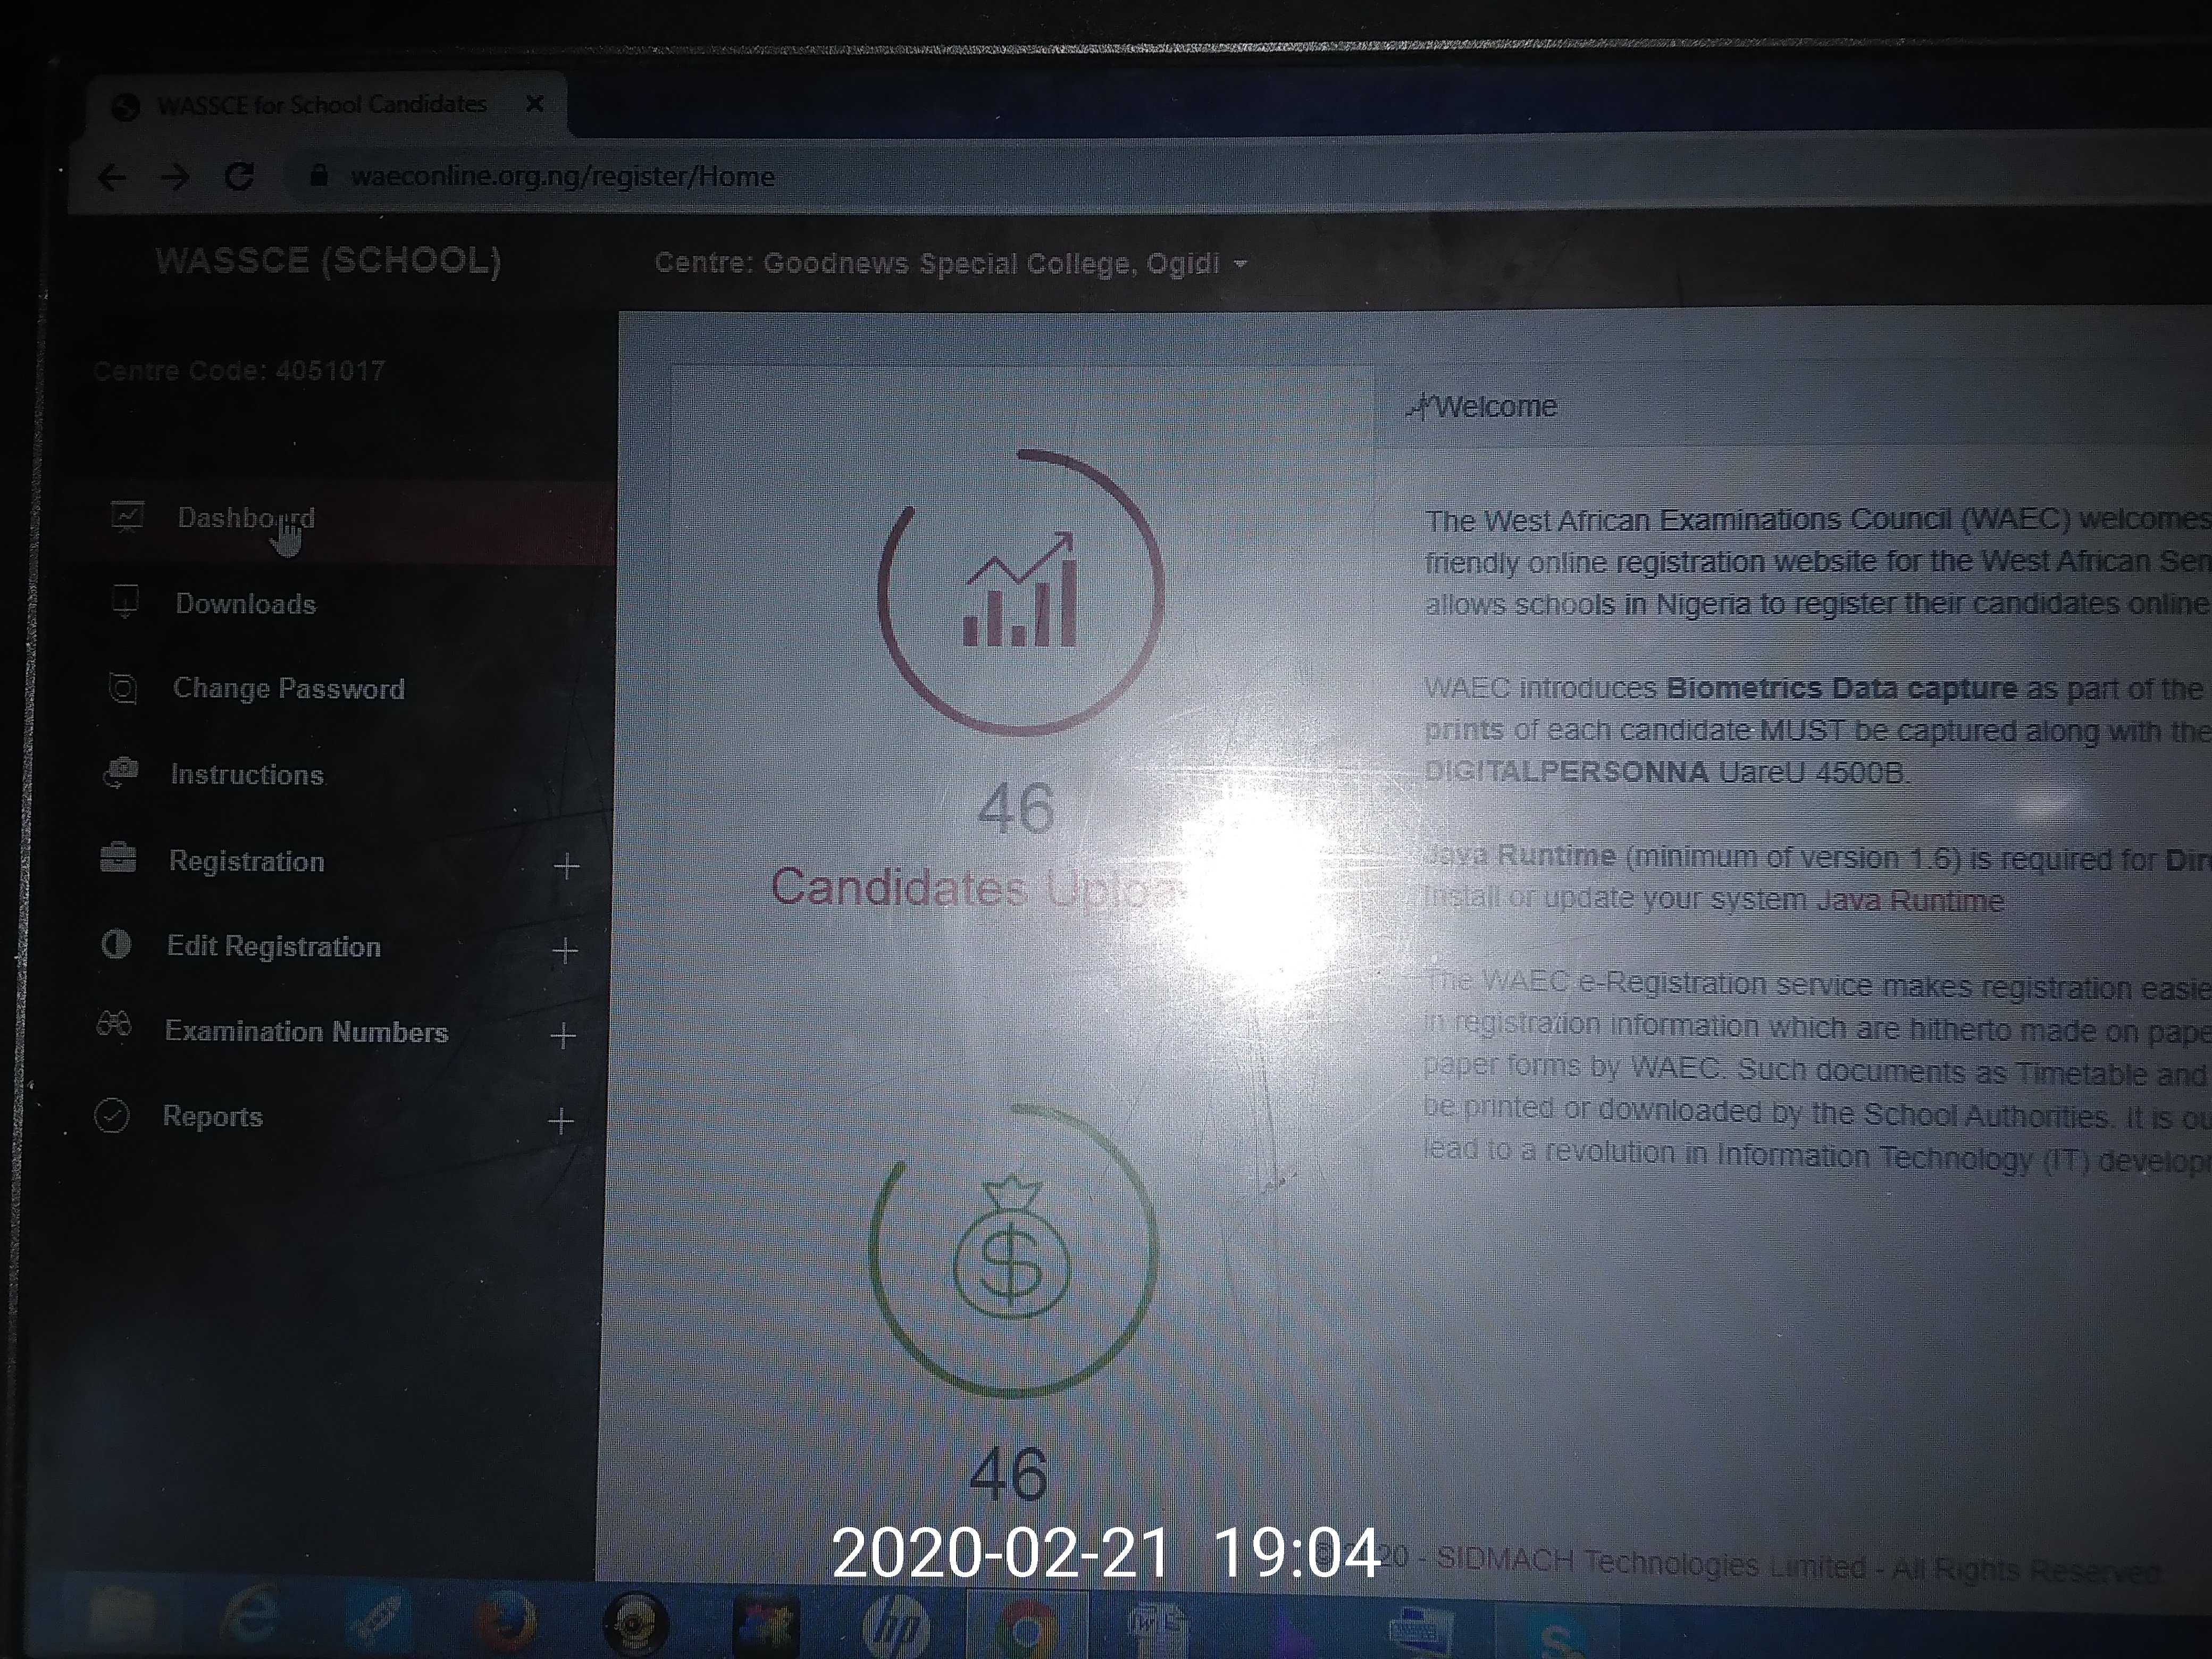 WASSCE for School Candidates
waeconline.org.ng/register/Home
WASSCE (SCHOOL)
Centre: Goodnews Special College, Ogidi
Centre Code: 4051017
Dashboard
Downloads
Change Password
Instructions
Registration
Edit Registration
Examination Numbers
Reports
46
Candidates
46
Welcome
The West African Examinations Council (WAEC) welcomes
friendly online registration website for the West African
allows schools in Nigeria to register their candidates online
WAEC introduces Biometrics Data capture as part of the
prints of each candidate MUST be captured along with the
DIGITALPERSONNA UareU 4500B.
Java Runtime (minimum of version 1.6) is required for
Install or update your system Java Runtime
The WAEC e-Registration service makes registration
in registration information which are hitherto made on
paper forms by WAEC. Such documents as Timetable and
be printed or downloaded by the School Authorities. It is
lead to a revolution in Information Technology (IT)
- SIDMACH Technologies Limited - All Rights Reserved
2020-02-21 19:04
hp